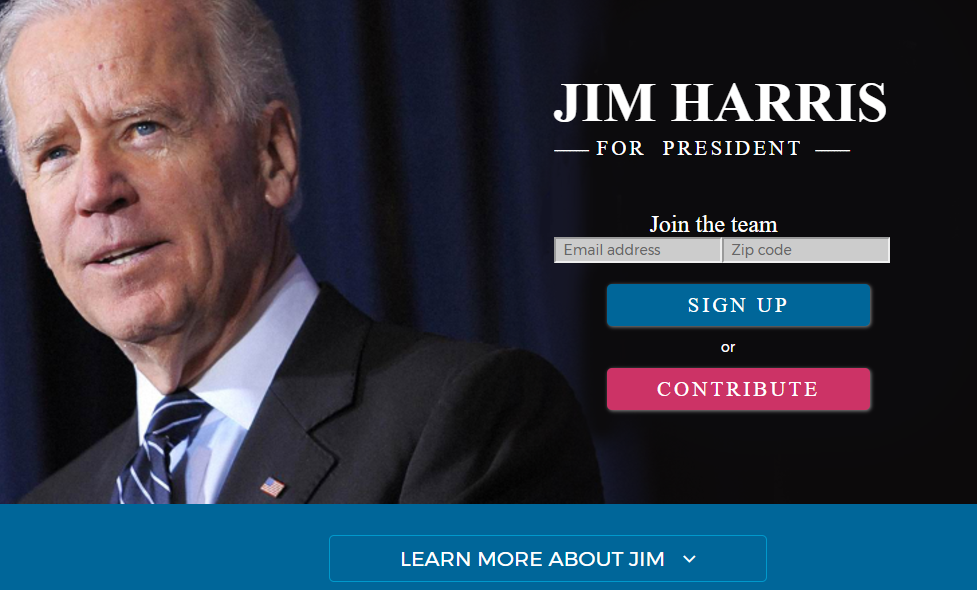 JIM HARRIS
FOR PRESIDENT
Join the team
Email address Zip code
SIGN UP
or
CONTRIBUTE
LEARN MORE ABOUT JIM